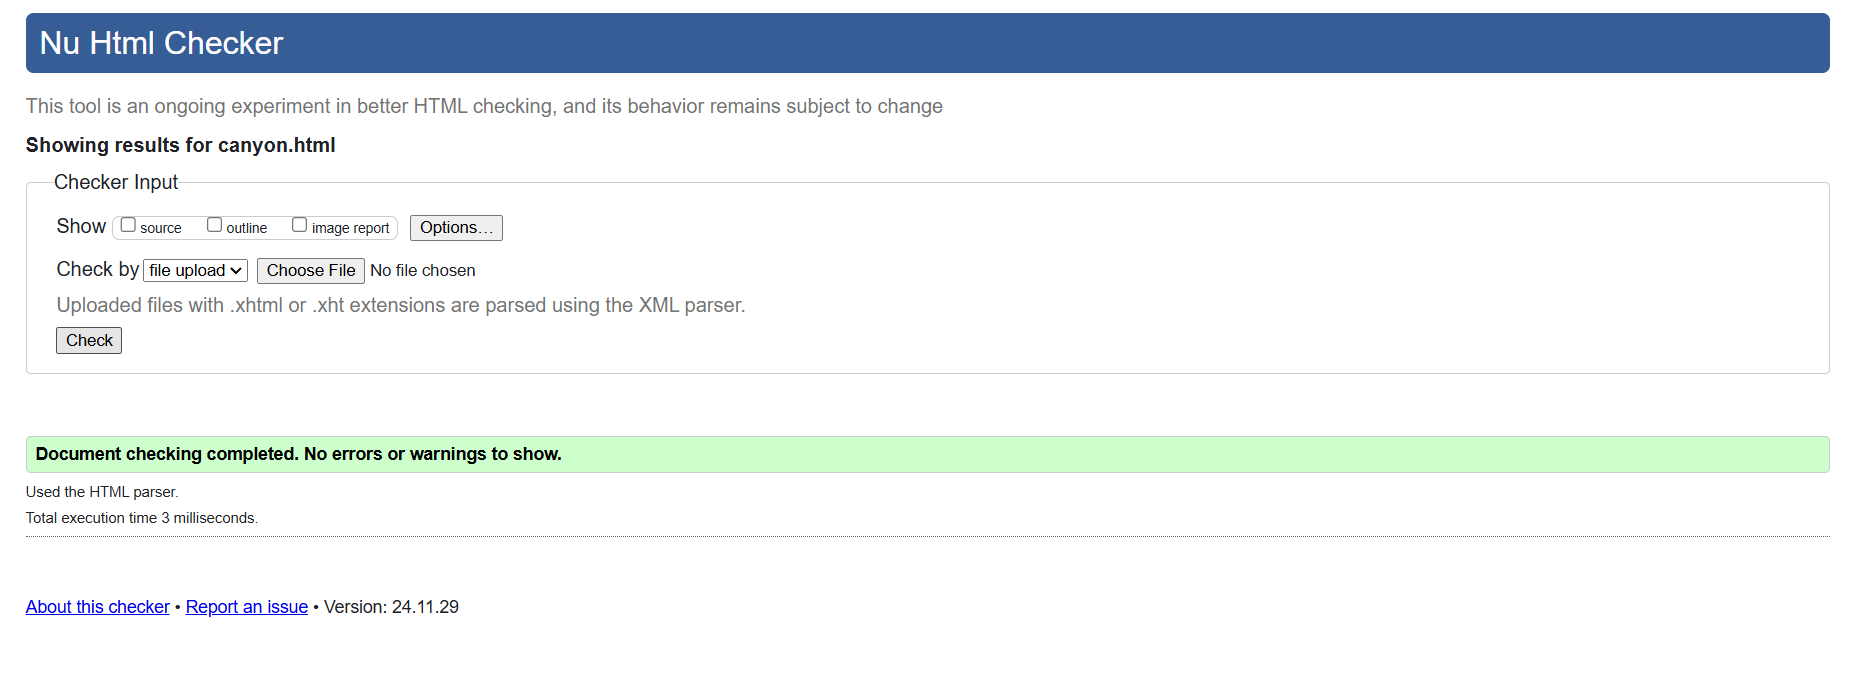 Nu Html Checker
This tool is an ongoing experiment in better HTML checking, and its behavior remains subject to change
Showing results for canyon.html
Checker Input
Show source outline image report Options…
Check by file upload Choose File No file chosen
Uploaded files with .xhtml or .xht extensions are parsed using the XML parser.
Check
Document checking completed. No errors or warnings to show.
Used the HTML parser.
Total execution time 3 milliseconds.
About this checker • Report an issue • Version: 24.11.29